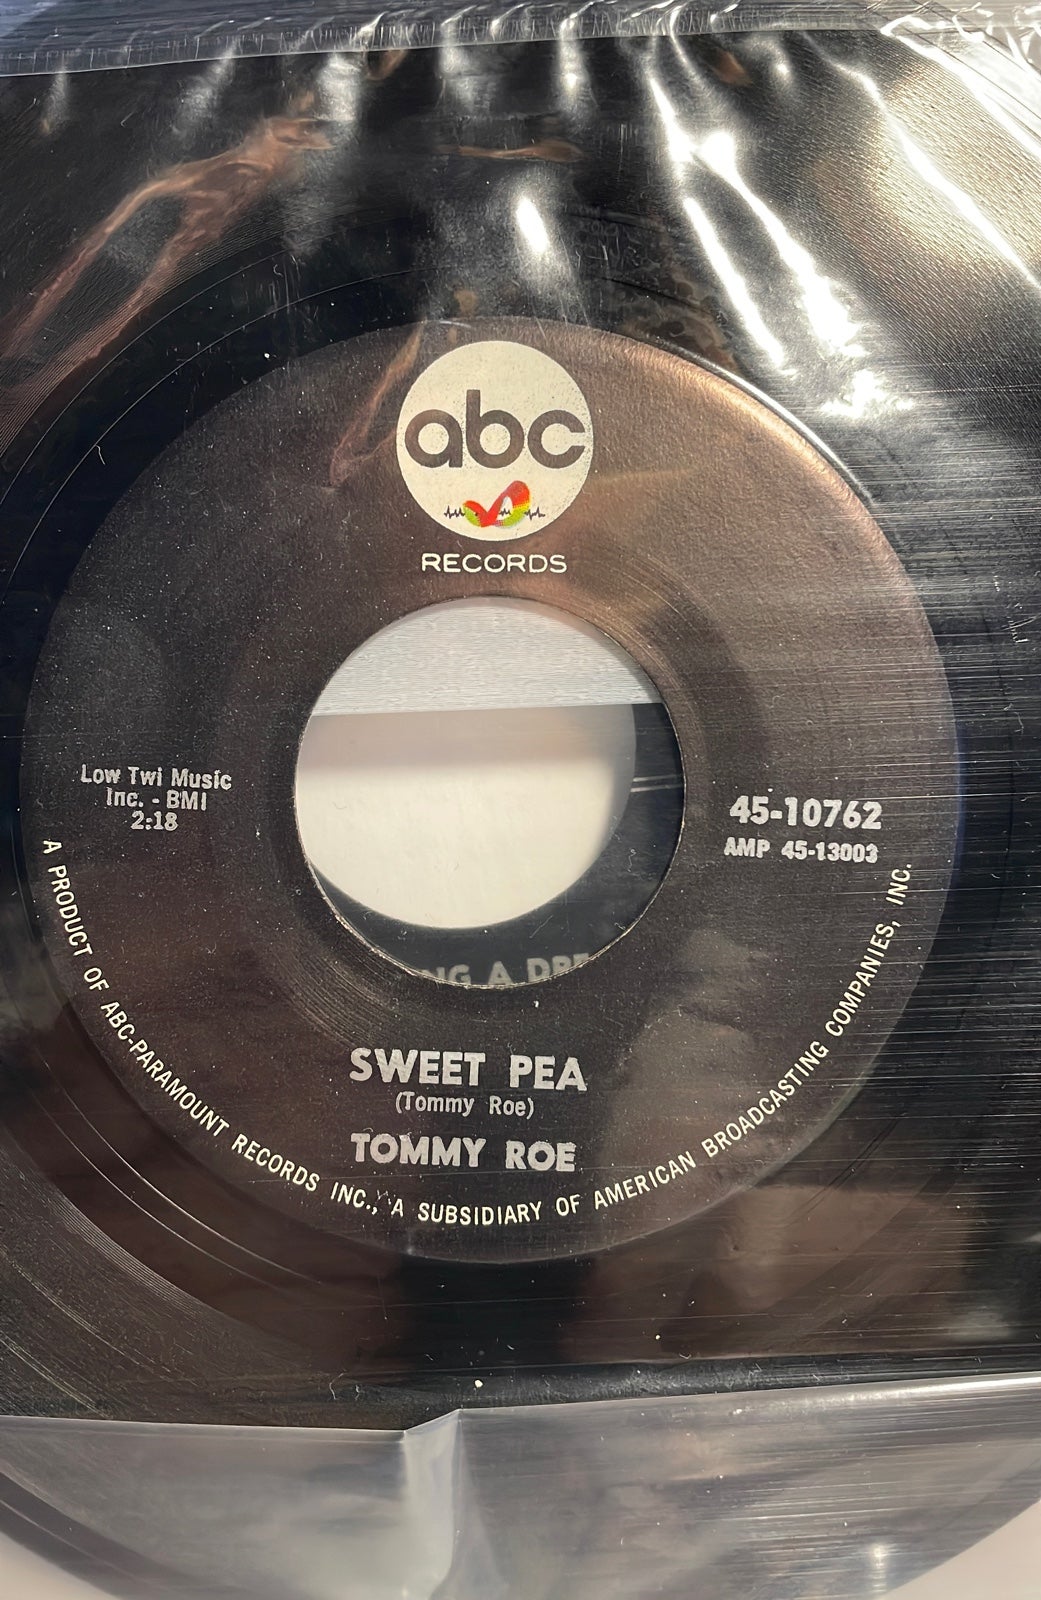 abc
RECORDS
Low Twi Music
Inc. - BMI
2:18
45-10762
AMP 45-13003
NG A
SWEET PEA
(Tommy Roe)
TOMMY ROE
A PRODUCT OF ABC-PARAMOUNT RECORDS INC., A SUBSIDIARY OF AMERICAN BROADCASTING COMPANIES, INC.